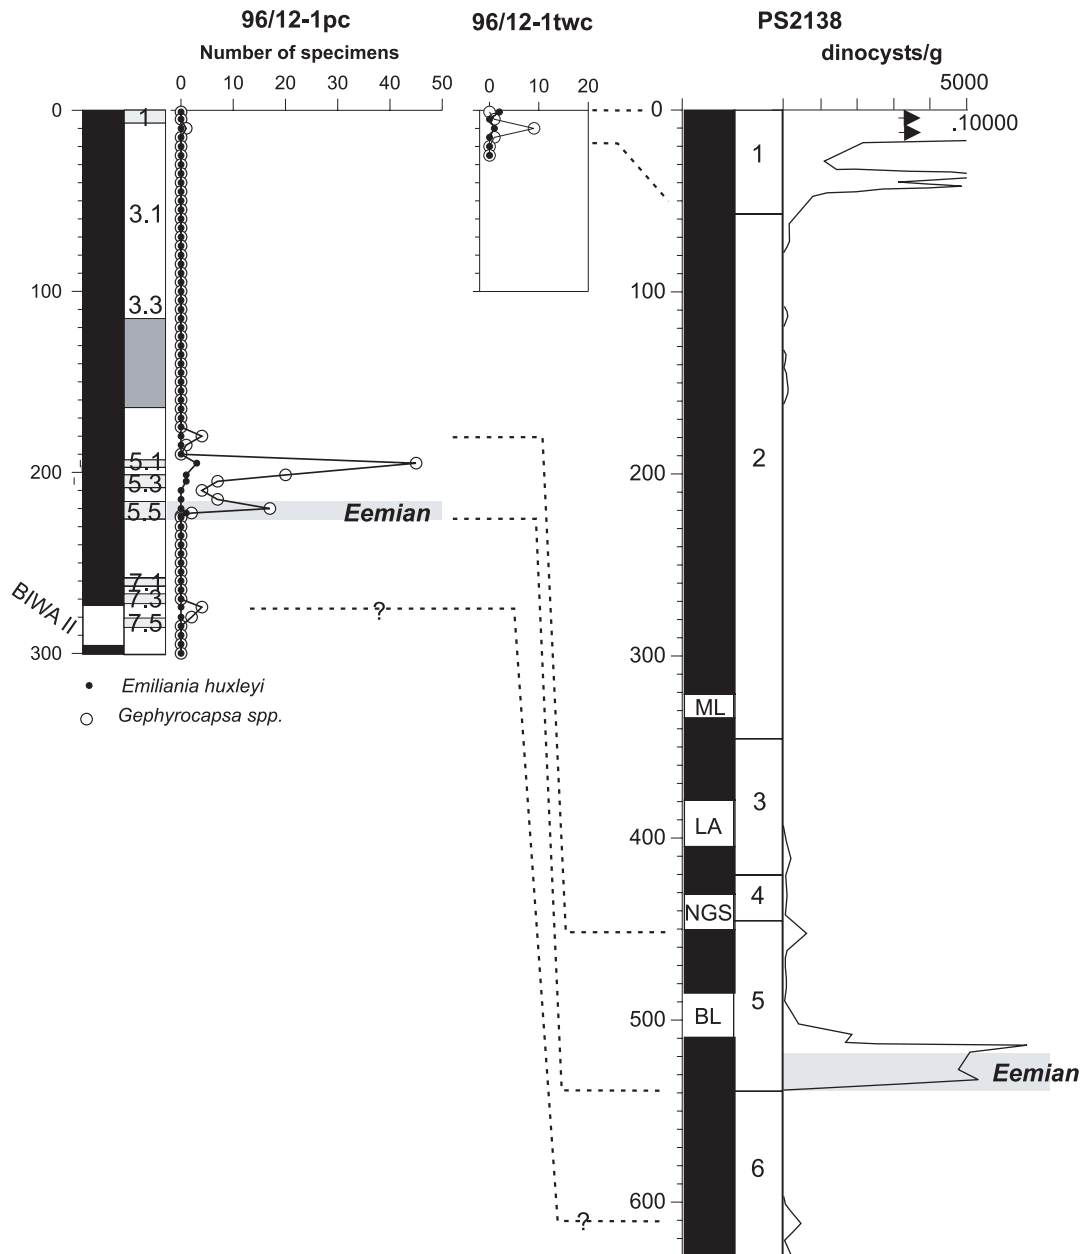 96/12-1pc
96/12-1twc
PS2138
Number of specimens
dinocysts/g
0 10 20 30 40 50
0 10 20
5000
.10000
0
100
200
300
BIWA II
1
3.1
3.3
5.1
5.3
5.5
7.1
7.3
7.5
Eemian
?
Emiliania huxleyi
Gephyrocapsa spp.
0
100
200
300
400
500
600
ML
LA
NGS
BL
1
2
3
4
5
6
Eemian
?